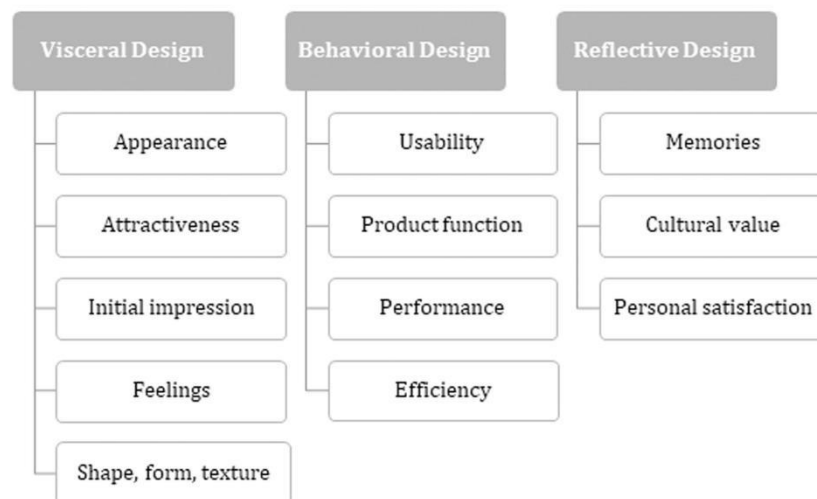 Visceral Design
Appearance
Attractiveness
Initial impression
Feelings
Shape, form, texture
Behavioral Design
Usability
Product function
Performance
Efficiency
Reflective Design
Memories
Cultural value
Personal satisfaction